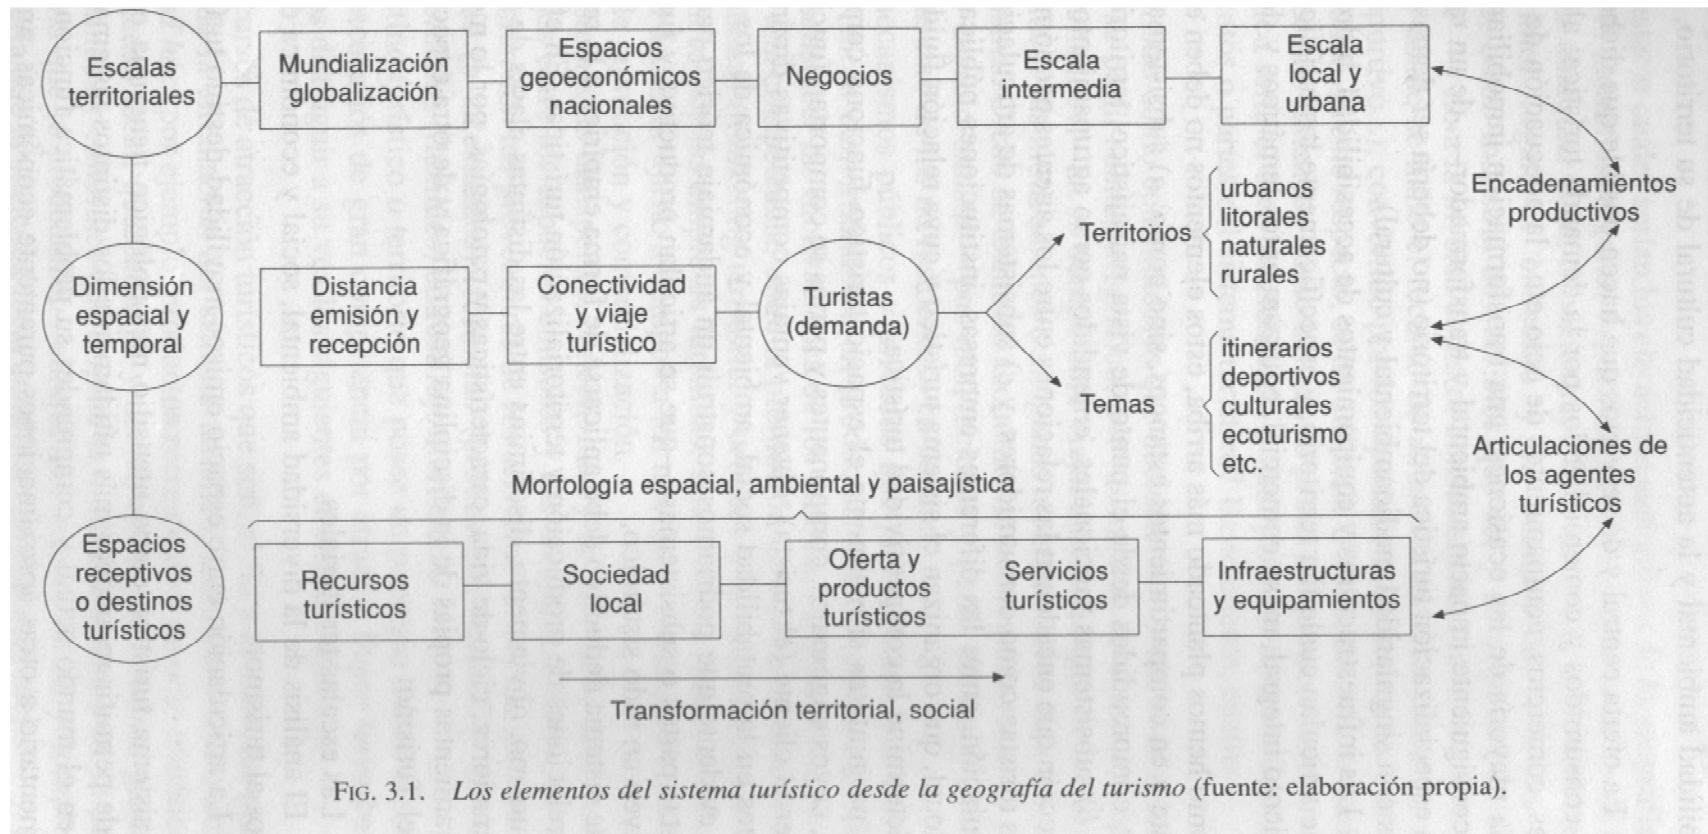 Escalas
territoriales
Mundialización
globalización
Espacios
geoeconómicos
nacionales
Negocios
Escala
intermedia
Escala
local y
urbana
Encadenamientos
productivos
Dimensión
espacial y
temporal
Distancia
emisión y
recepción
Conectividad
y viaje
turístico
Turistas
(demanda)
Territorios
urbanos
litorales
naturales
rurales
Temas
itinerarios
deportivos
culturales
ecoturismo
etc.
Articulaciones de
los agentes
turísticos
Morfología espacial, ambiental y paisajística
Espacios
receptivos
o destinos
turísticos
Recursos
turísticos
Sociedad
local
Oferta y
productos
turísticos
Servicios
turísticos
Infraestructuras
y equipamientos
Transformación territorial, social
FIG. 3.1. Los elementos del sistema turístico desde la geografía del turismo (fuente: elaboración propia).